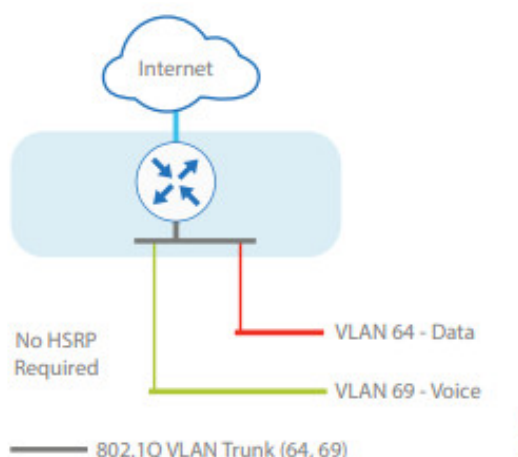 Internet
VLAN 64 - Data
No HSRP
Required
VLAN 69 - Voice
802.1Q VLAN Trunk (64, 69)